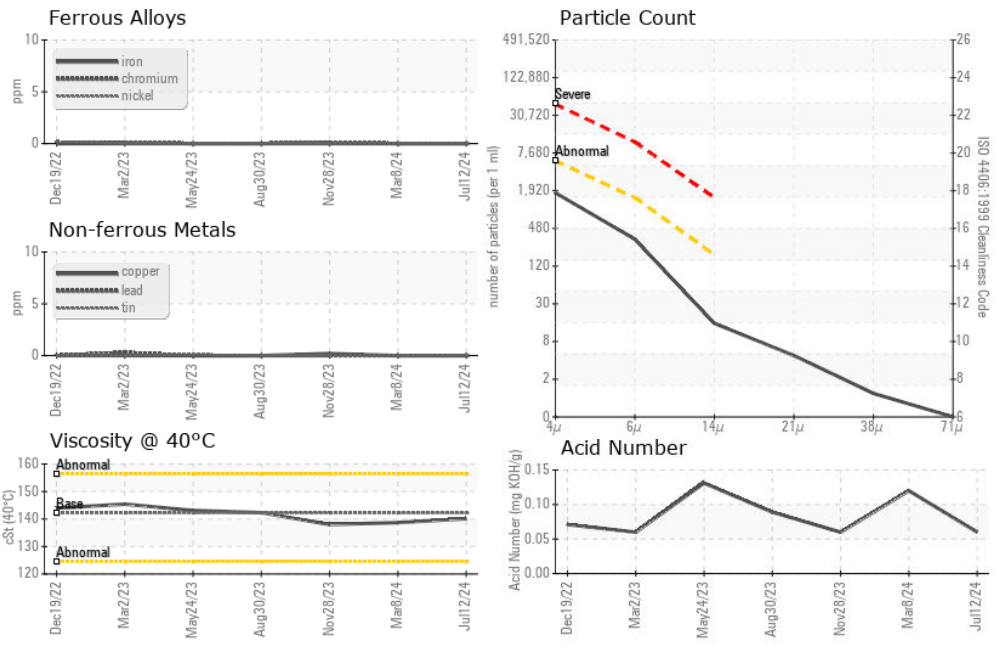 Ferrous Alloys
ppm
10
5
0
iron
chromium
nickel
Dec19/22
Mar2/23
May24/23
Aug30/23
Nov28/23
Mar8/24
Jul12/24
Non-ferrous Metals
ppm
10
5
0
copper
lead
tin
Dec19/22
Mar2/23
May24/23
Aug30/23
Nov28/23
Mar8/24
Jul12/24
Viscosity @ 40°C
cSt (40°C)
160
150
140
130
120
Abnormal
Base
Abnormal
Dec19/22
Mar2/23
May24/23
Aug30/23
Nov28/23
Mar8/24
Jul12/24
Particle Count
number of particles (per 1 ml)
491,520
122,880
30,720
7,680
1,920
480
120
30
8
2
0
Severe
Abnormal
4µ
6µ
14µ
21µ
38µ
71µ
26
24
22
20
18
16
14
12
10
8
6
ISO 4406:1999 Cleanliness Code
Acid Number
Acid Number (mg KOH/g)
0.15
0.10
0.05
0.00
Dec19/22
Mar2/23
May24/23
Aug30/23
Nov28/23
Mar8/24
Jul12/24